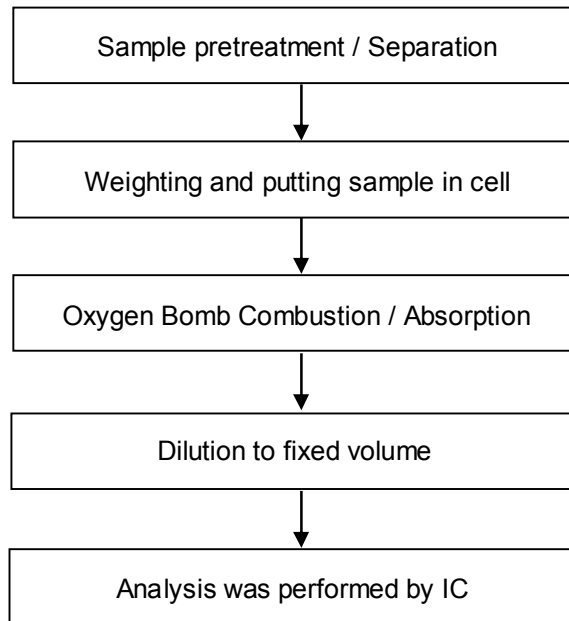 Sample pretreatment / Separation
Weighting and putting sample in cell
Oxygen Bomb Combustion / Absorption
Dilution to fixed volume
Analysis was performed by IC